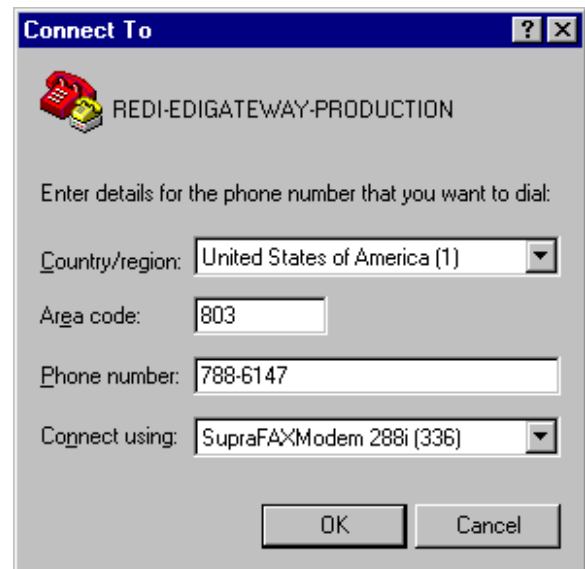 Connect To
REDI-EDIGATEWAY-PRODUCTION
Enter details for the phone number that you want to dial:
Country/region: United States of America (1)
Area code: 803
Phone number: 788-6147
Connect using: SupraFAXModem 288i (336)
OK Cancel